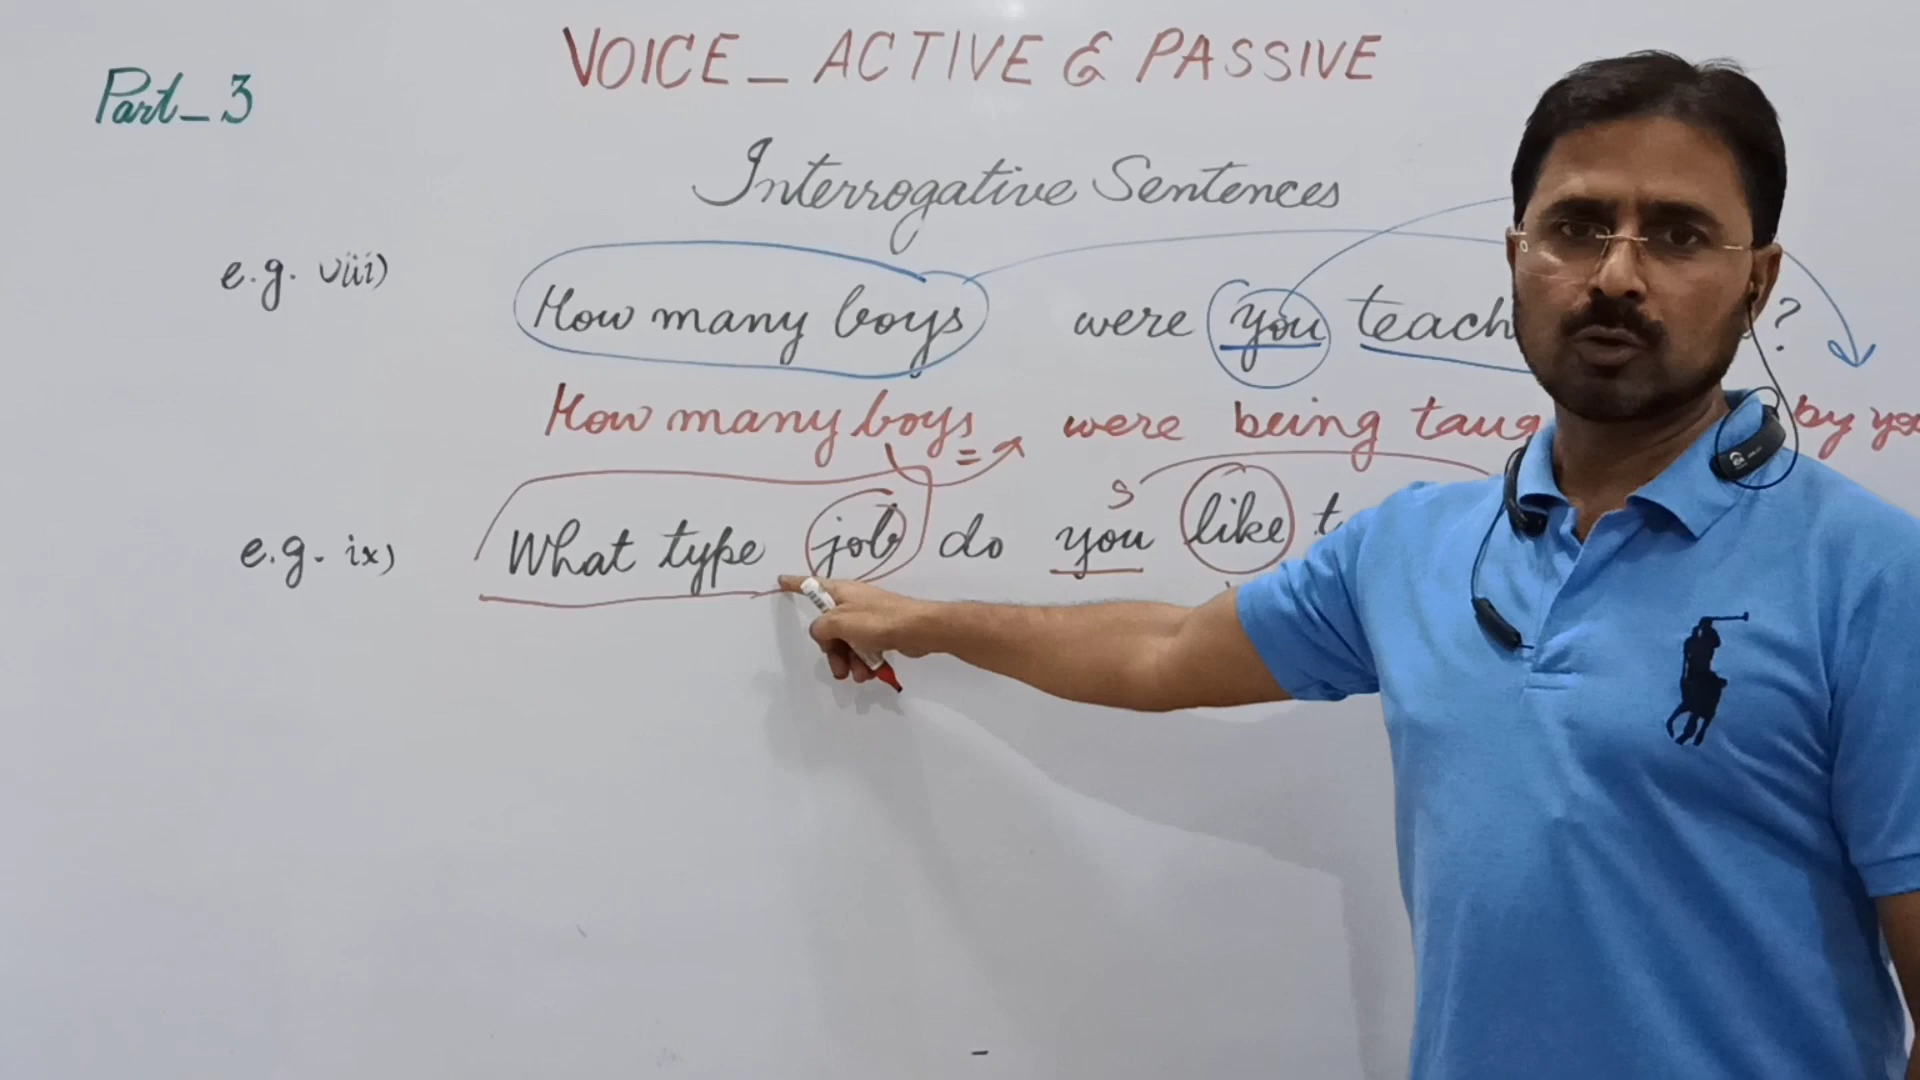 VOICE_ ACTIVE & PASSIVE
Part_3
Interrogative Sentences
e.g. viii) How many boys were you teach ?
How many boys were being taug by you
s
e.g. ix) What type job do you like t